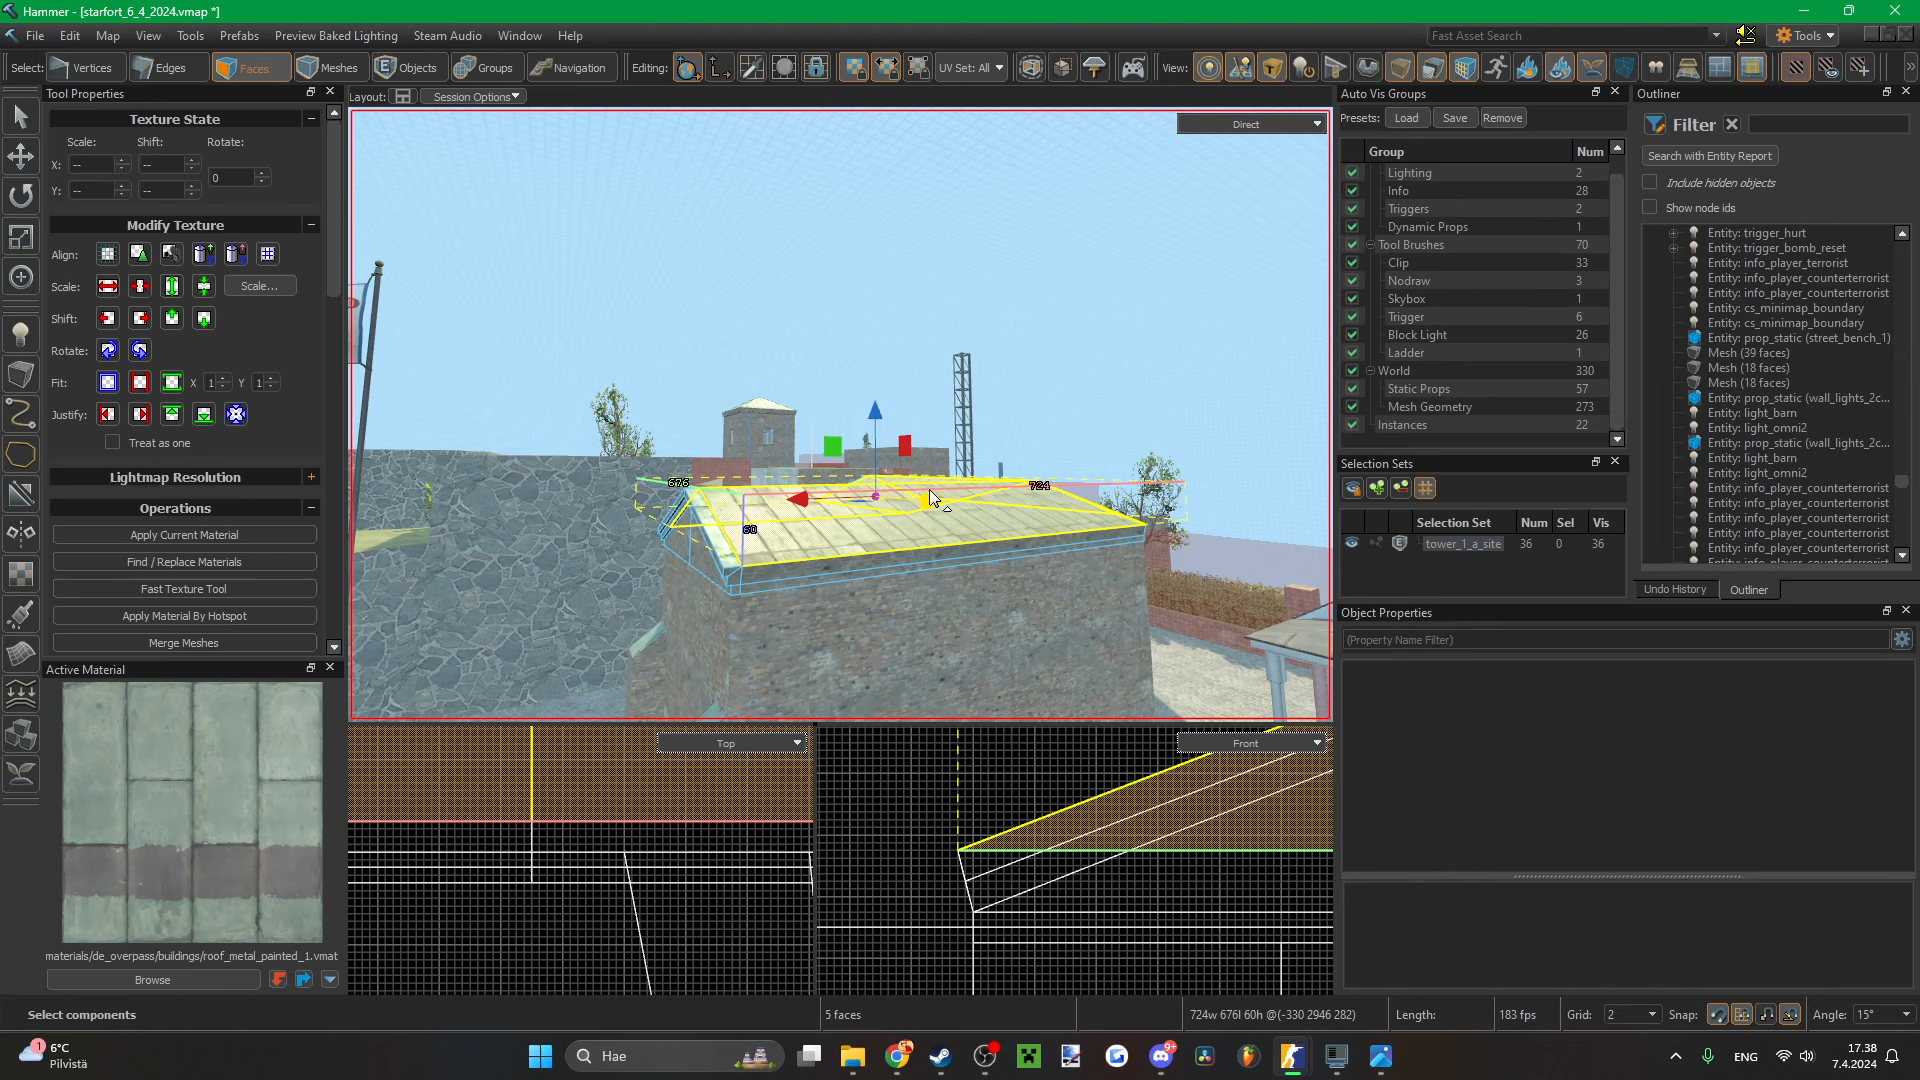 Hammer - [starfort_6_4_2024.vmap *]
File Edit Map View Tools Prefabs Preview Baked Lighting Steam Audio Window Help
Fast Asset Search
Tools
Select: Vertices Edges Faces Meshes Objects Groups Navigation Editing: UV Set: All View:
Tool Properties
Layout: Session Options
Texture State
Scale: Shift: Rotate:
X: -- --
0
Y: -- --
Modify Texture
Align:
Scale: Scale...
Shift:
Rotate:
Fit: X 1 Y 1
Justify:
Treat as one
Lightmap Resolution
Operations
Apply Current Material
Find / Replace Materials
Fast Texture Tool
Apply Material By Hotspot
Merge Meshes
Active Material
materials/de_overpass/buildings/roof_metal_painted_1.vmat
Browse
Direct
676
724
60
Top
Front
Auto Vis Groups
Presets: Load Save Remove
Group Num
Lighting 2
Info 28
Triggers 2
Dynamic Props 1
Tool Brushes 70
Clip 33
Nodraw 3
Skybox 1
Trigger 6
Block Light 26
Ladder 1
World 330
Static Props 57
Mesh Geometry 273
Instances 22
Selection Sets
Selection Set Num Sel Vis
tower_1_a_site 36 0 36
Outliner
Filter
Search with Entity Report
Include hidden objects
Show node ids
Entity: trigger_hurt
Entity: trigger_bomb_reset
Entity: info_player_terrorist
Entity: info_player_counterterrorist
Entity: info_player_counterterrorist
Entity: cs_minimap_boundary
Entity: cs_minimap_boundary
Entity: prop_static (street_bench_1)
Mesh (39 faces)
Mesh (18 faces)
Mesh (18 faces)
Entity: prop_static (wall_lights_2c...
Entity: light_barn
Entity: light_omni2
Entity: prop_static (wall_lights_2c...
Entity: light_barn
Entity: light_omni2
Entity: info_player_counterterrorist
Entity: info_player_counterterrorist
Entity: info_player_counterterrorist
Entity: info_player_counterterrorist
Entity: info_player_counterterrorist
Entity: info_player_counterterrorist
Undo History Outliner
Object Properties
(Property Name Filter)
Select components 5 faces 724w 676l 60h @(-330 2946 282) Length: 183 fps Grid: 2 Snap: Angle: 15°
1
6°C
Pilvistä
Hae
9+
ENG
17.38
7.4.2024